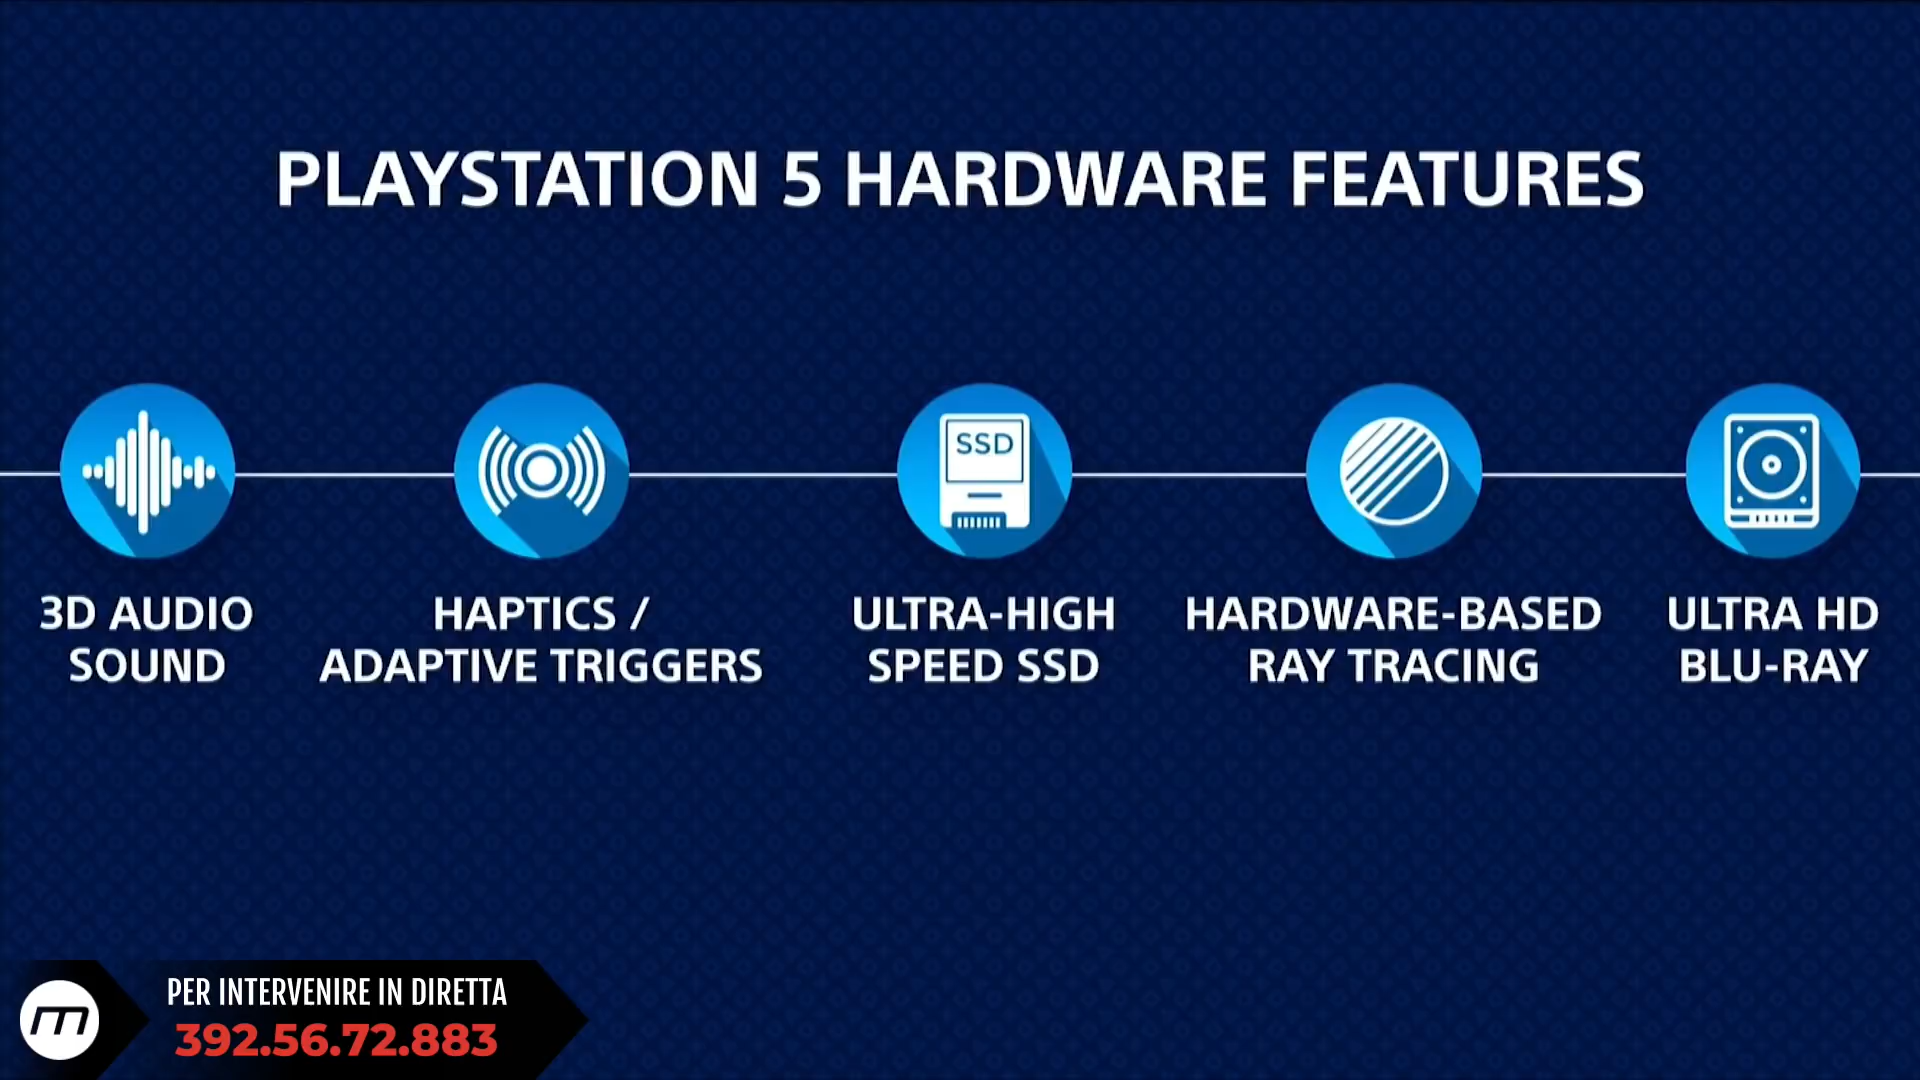 PLAYSTATION 5 HARDWARE FEATURES
SSD
3D AUDIO
SOUND
HAPTICS /
ADAPTIVE TRIGGERS
ULTRA-HIGH
SPEED SSD
HARDWARE-BASED
RAY TRACING
ULTRA HD
BLU-RAY
m
PER INTERVENIRE IN DIRETTA
392.56.72.883